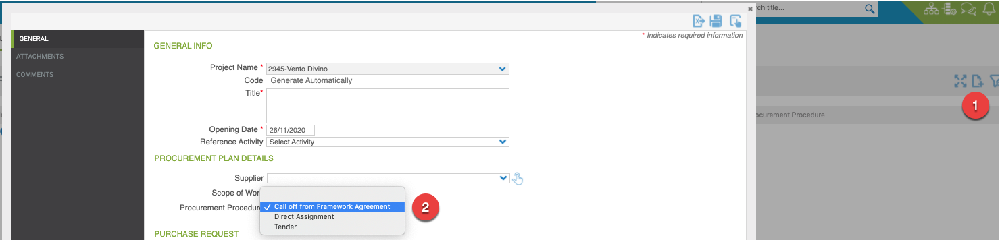 rch title...
* Indicates required information
GENERAL
ATTACHMENTS
COMMENTS
GENERAL INFO
Project Name * 2945-Vento Divino
Code Generate Automatically
Title*
Opening Date * 26/11/2020
Reference Activity Select Activity
PROCUREMENT PLAN DETAILS
Supplier
Scope of Wor
Procurement Procedur
✓ Call off from Framework Agreement
Direct Assignment
Tender
PURCHASE REQUEST
1
ocurement Procedure
2